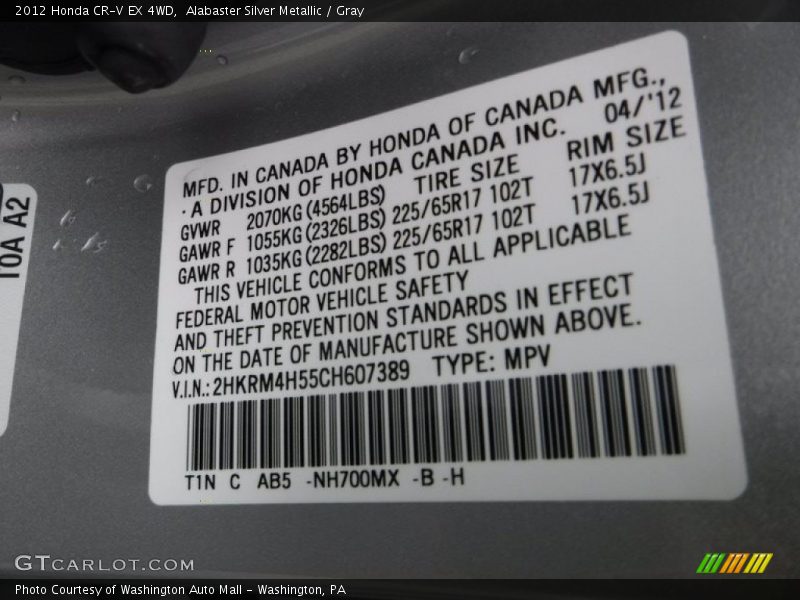 2012 Honda CR-V EX 4WD,  Alabaster Silver Metallic / Gray
MFD. IN CANADA BY HONDA OF CANADA MFG.,
· A DIVISION OF HONDA CANADA INC. 04/'12
GVWR 2070KG (4564LBS) TIRE SIZE RIM SIZE
GAWR F 1055KG (2326LBS) 225/65R17 102T 17X6.5J
GAWR R 1035KG (2282LBS) 225/65R17 102T 17X6.5J
THIS VEHICLE CONFORMS TO ALL APPLICABLE
FEDERAL MOTOR VEHICLE SAFETY
AND THEFT PREVENTION STANDARDS IN EFFECT
ON THE DATE OF MANUFACTURE SHOWN ABOVE.
V.I.N.: 2HKRM4H55CH607389 TYPE: MPV
T1N C AB5 -NH700MX -B -H
10A A2
GTCARLOT.COM
Photo Courtesy of Washington Auto Mall - Washington, PA